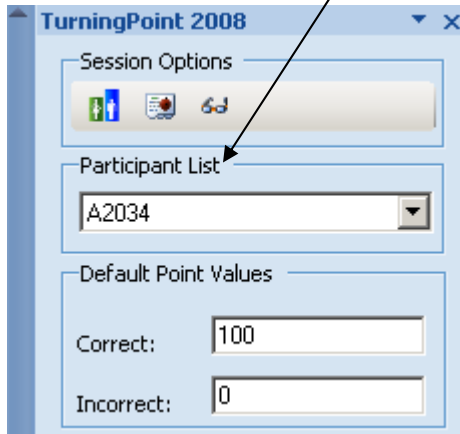 TurningPoint 2008
Session Options
Participant List
A2034
Default Point Values
Correct: 100
Incorrect: 0